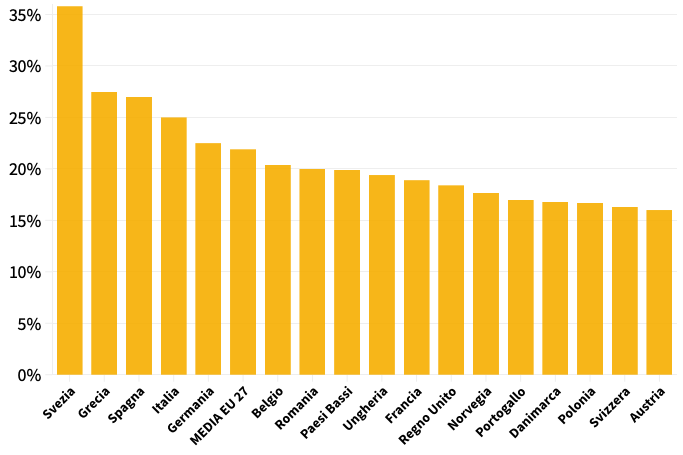 35%
30%
25%
20%
15%
10%
5%
0%
Svezia
Grecia
Spagna
Italia
Germania
MEDIA EU 27
Belgio
Romania
Paesi Bassi
Ungheria
Francia
Regno Unito
Norvegia
Portogallo
Danimarca
Polonia
Svizzera
Austria